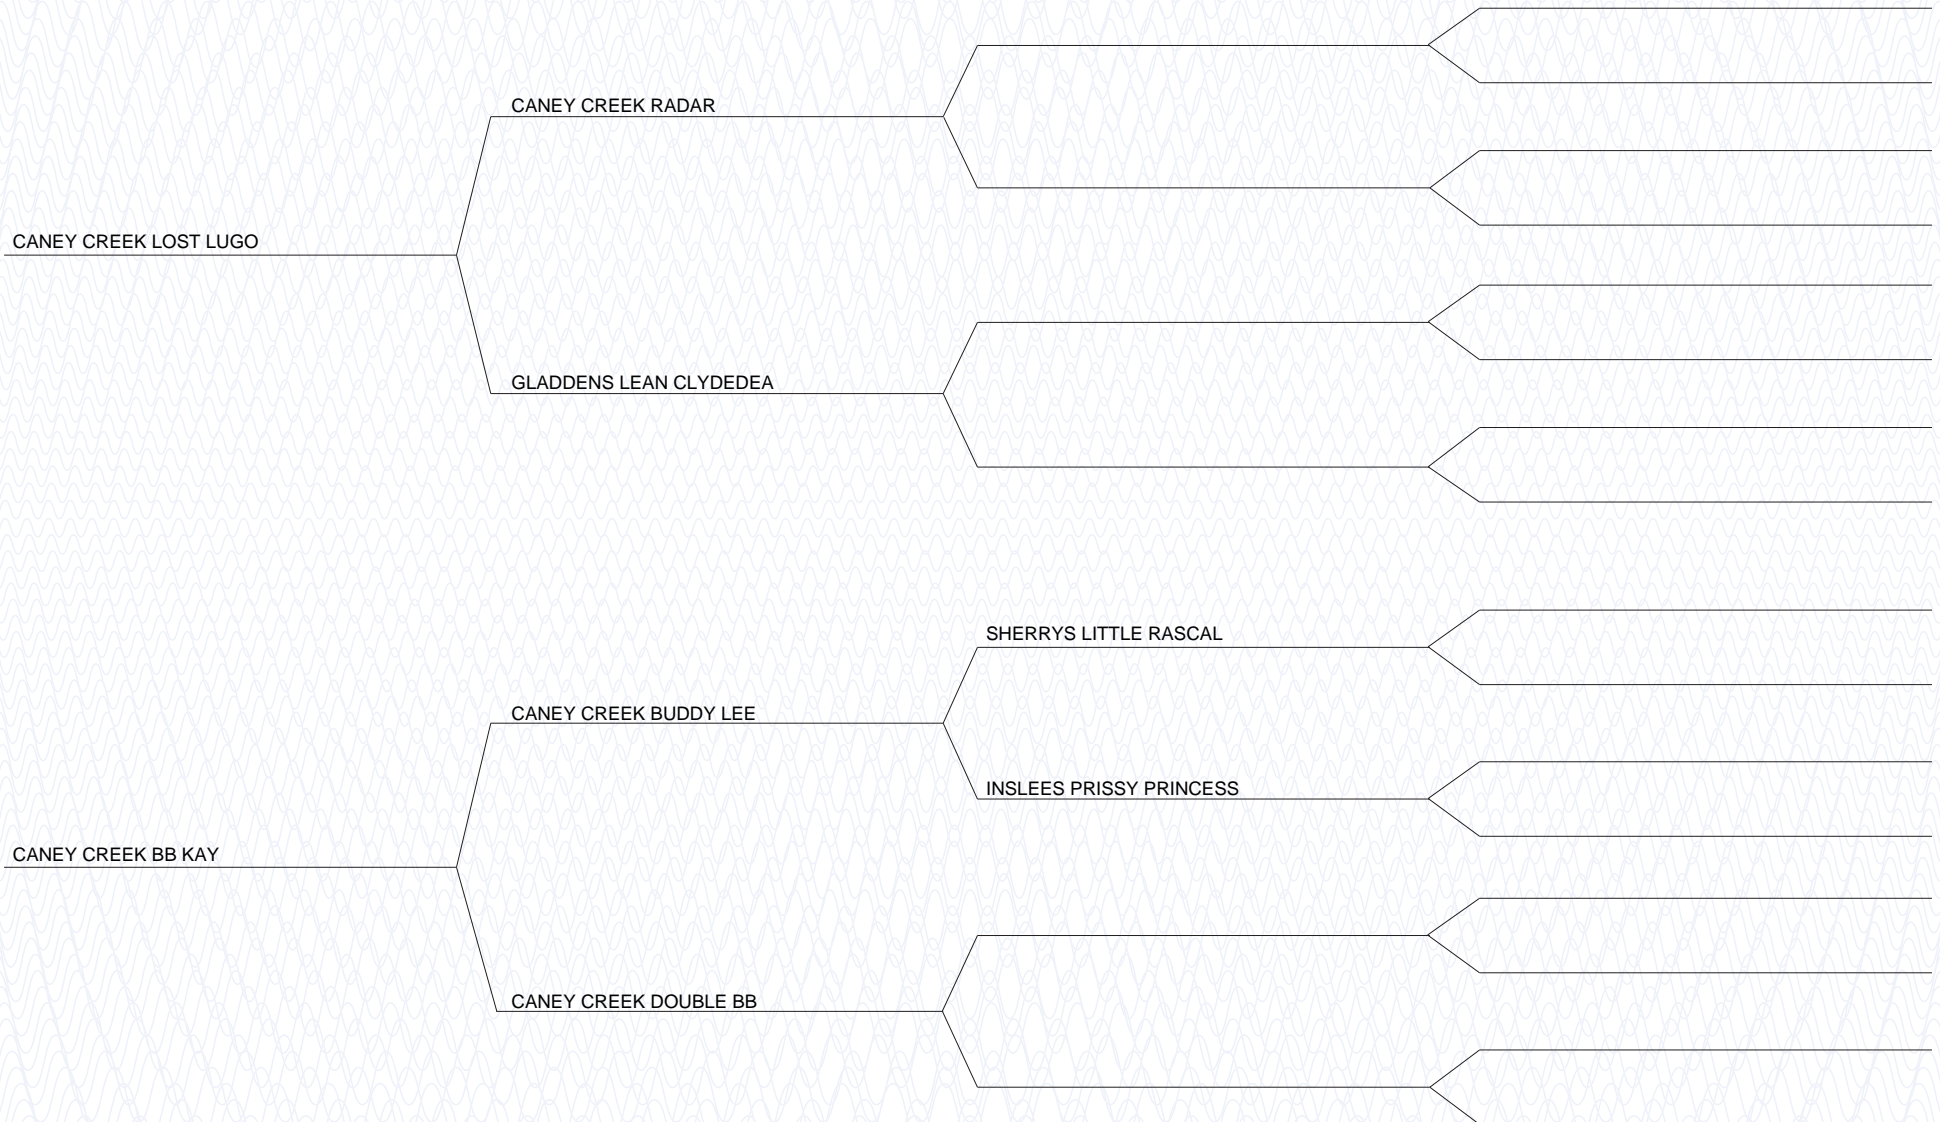 CANEY CREEK RADAR
CANEY CREEK LOST LUGO
GLADDENS LEAN CLYDEDEA
SHERRYS LITTLE RASCAL
CANEY CREEK BUDDY LEE
INSLEES PRISSY PRINCESS
CANEY CREEK BB KAY
CANEY CREEK DOUBLE BB